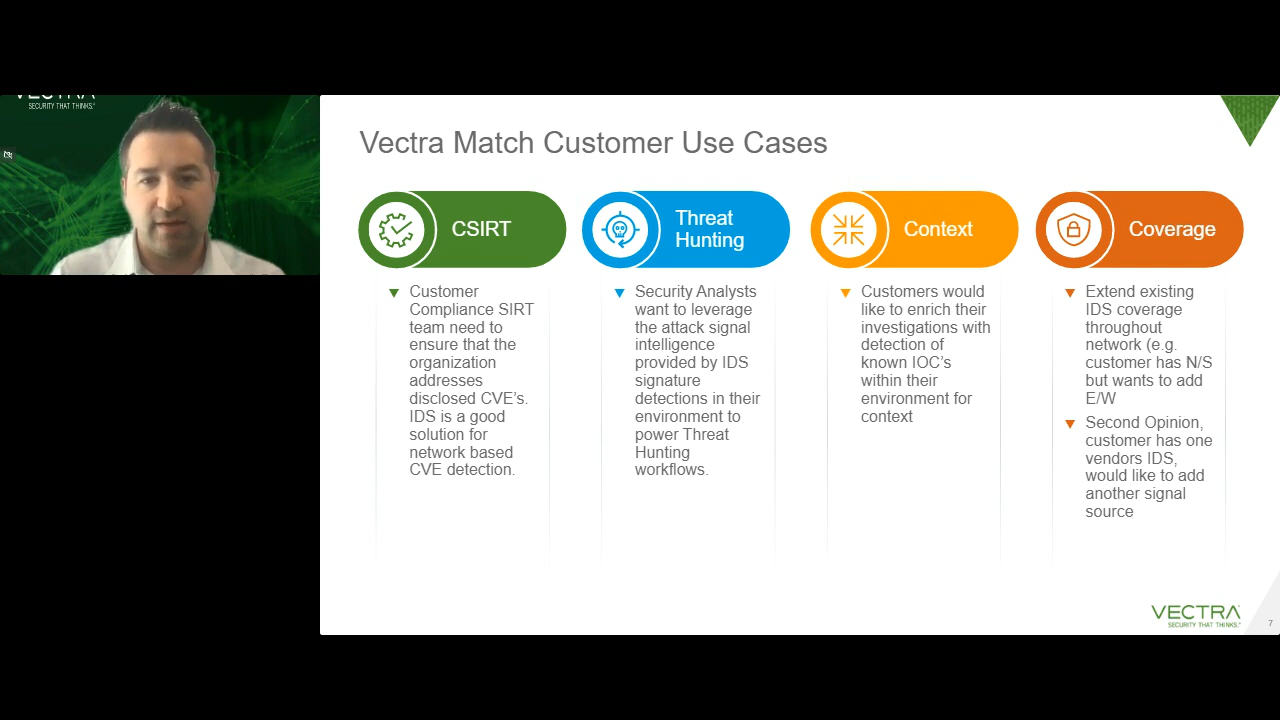 VECTRA
SECURITY THAT THINKS.
Vectra Match Customer Use Cases
CSIRT
Customer
Compliance SIRT
team need to
ensure that the
organization
addresses
disclosed CVE's.
IDS is a good
solution for
network based
CVE detection.
Threat
Hunting
Security Analysts
want to leverage
the attack signal
intelligence
provided by IDS
signature
detections in their
environment to
power Threat
Hunting
workflows.
Context
Customers would
like to enrich their
investigations with
detection of
known IOC's
within their
environment for
context
Coverage
Extend existing
IDS coverage
throughout
network (e.g.
customer has N/S
but wants to add
E/W
Second Opinion,
customer has one
vendors IDS,
would like to add
another signal
source
VECTRA
SECURITY THAT THINKS.
7